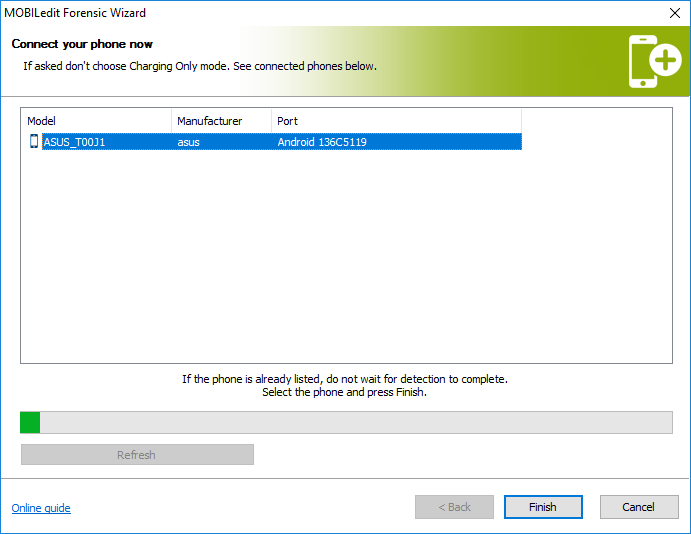 MOBILedit Forensic Wizard
Connect your phone now
If asked don't choose Charging Only mode. See connected phones below.
Model Manufacturer Port
ASUS_T00J1 asus Android 136C5119
If the phone is already listed, do not wait for detection to complete.
Select the phone and press Finish.
Refresh
Online guide < Back Finish Cancel